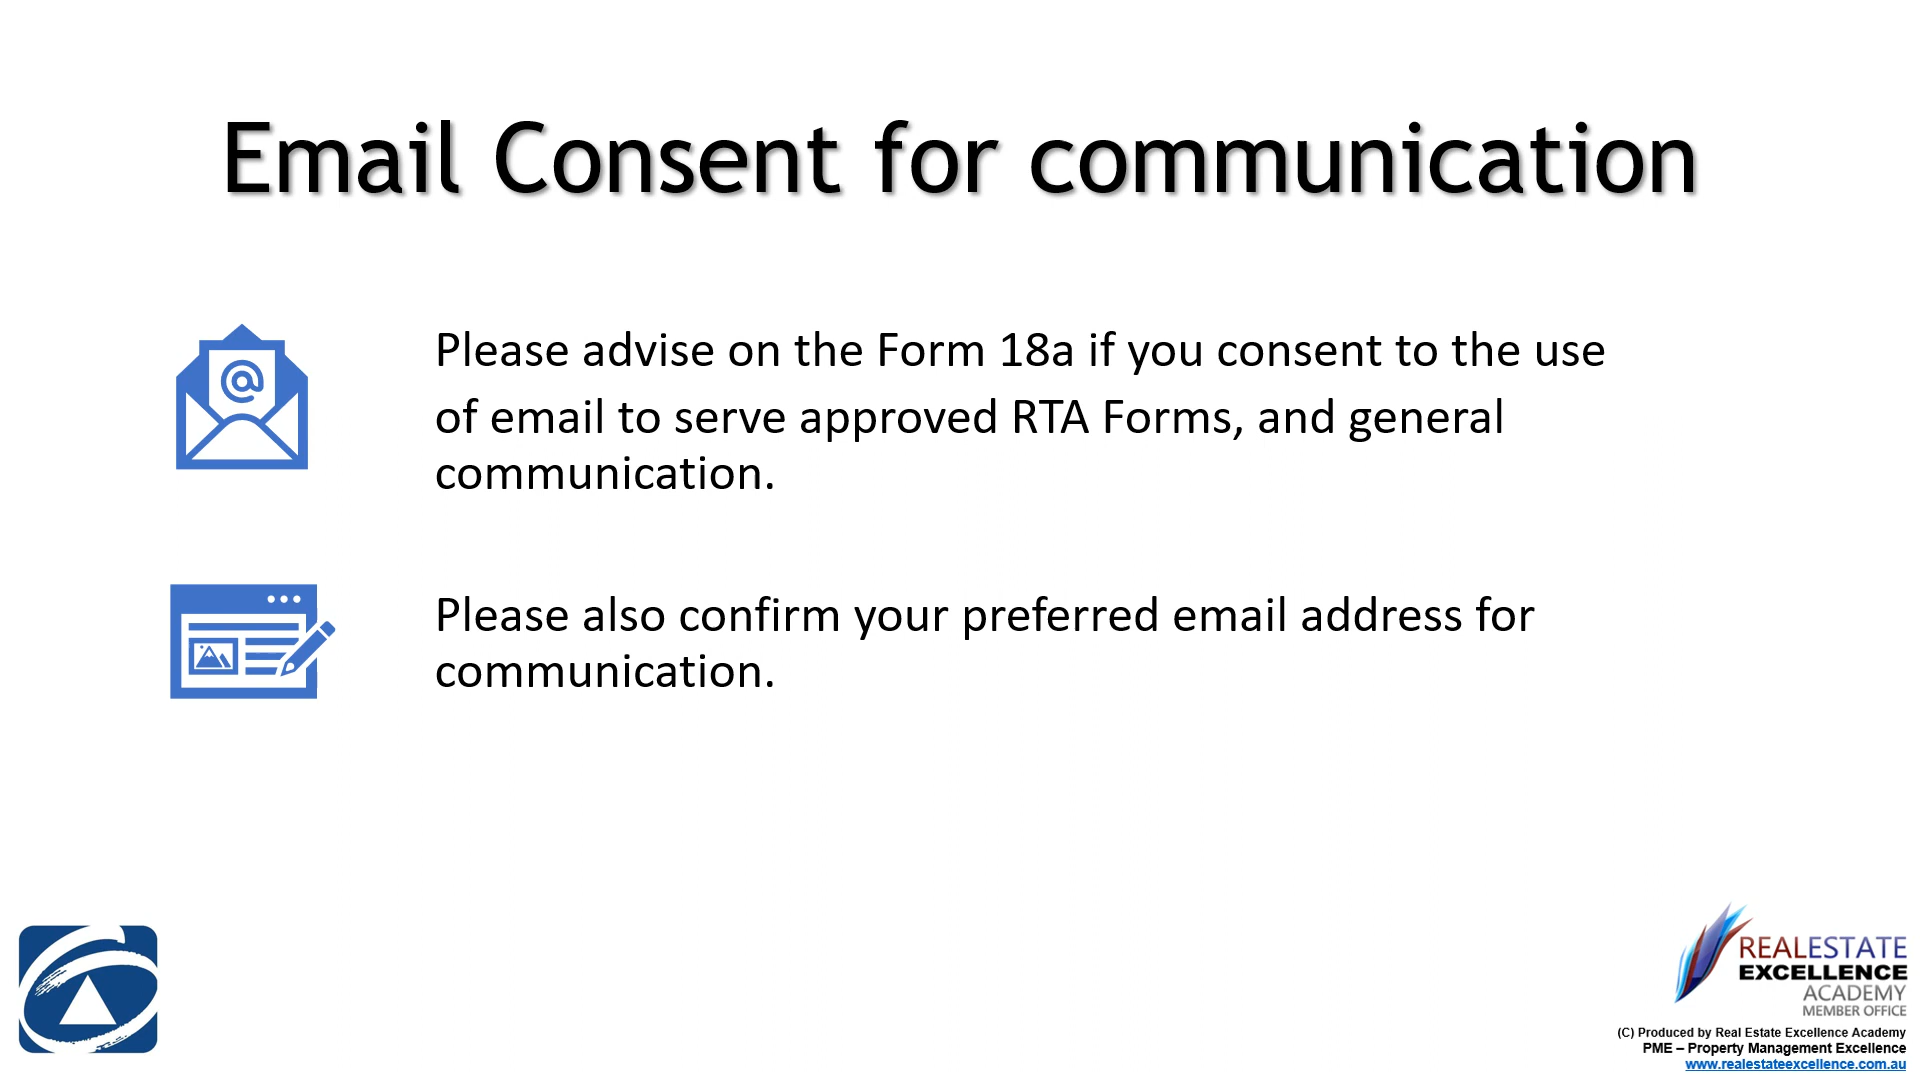 Email Consent for communication
Please advise on the Form 18a if you consent to the use
of email to serve approved RTA Forms, and general
communication.
Please also confirm your preferred email address for
communication.
REALESTATE
EXCELLENCE
ACADEMY
MEMBER OFFICE
(C) Produced by Real Estate Excellence Academy
PME – Property Management Excellence
www.realestateexcellence.com.au